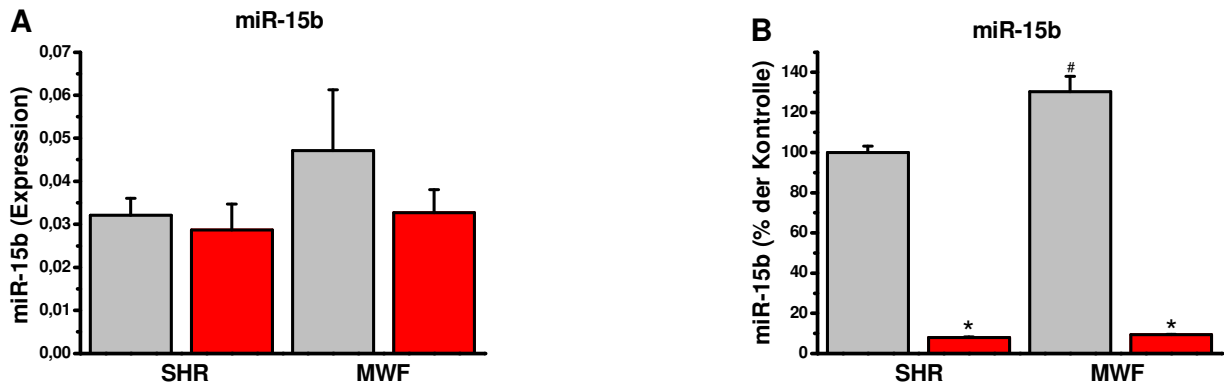 A
miR-15b
miR-15b (Expression)
0,07
0,06
0,05
0,04
0,03
0,02
0,01
0,00
SHR
MWF
B
miR-15b
miR-15b (% der Kontrolle)
140
120
100
80
60
40
20
10
0
#
*
*
SHR
MWF